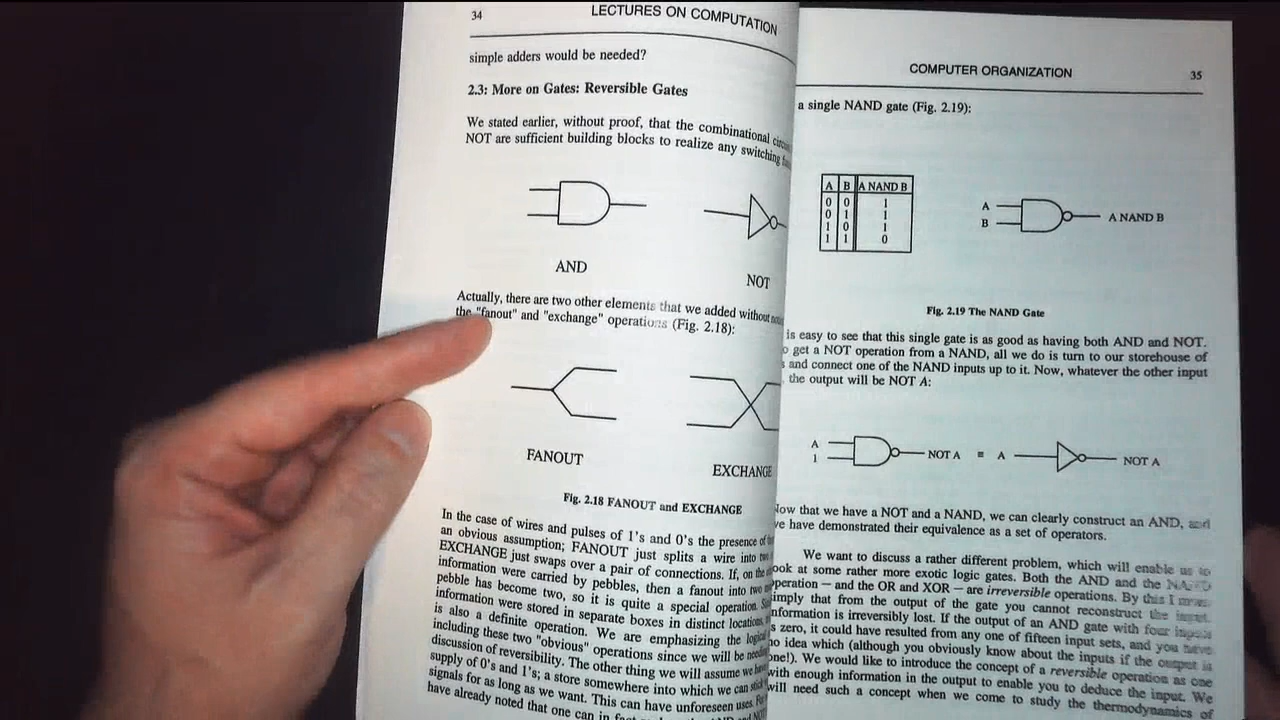 34
LECTURES ON COMPUTATION
simple adders would be needed?
2.3: More on Gates: Reversible Gates
We stated earlier, without proof, that the combinational
NOT are sufficient building blocks to realize any switching
AND
NOT
Actually, there are two other elements that we added without
the "fanout" and "exchange" operations (Fig. 2.18):
FANOUT
EXCHANGE
Fig. 2.18 FANOUT and EXCHANGE
In the case of wires and pulses of 1's and 0's the presence of
an obvious assumption; FANOUT just splits a wire into
EXCHANGE just swaps over a pair of connections. If, on the
information were carried by pebbles, then a fanout into two
pebble has become two, so it is quite a special operation.
information were stored in separate boxes in distinct locations,
is also a definite operation. We are emphasizing the
including these two "obvious" operations since we will be
discussion of reversibility. The other thing we will assume we
supply of 0's and 1's; a store somewhere into which we can
signals for as long as we want. This can have unforeseen uses.
have already noted that one can in
COMPUTER ORGANIZATION
35
a single NAND gate (Fig. 2.19):
A B A NAND B
0 0 1
0 1 1
1 0 1
1 1 0
A
B
A NAND B
Fig. 2.19 The NAND Gate
is easy to see that this single gate is as good as having both AND and NOT.
get a NOT operation from a NAND, all we do is turn to our storehouse of
and connect one of the NAND inputs up to it. Now, whatever the other input
the output will be NOT A:
A
1
NOT A ≡ A
NOT A
Now that we have a NOT and a NAND, we can clearly construct an AND, and
have demonstrated their equivalence as a set of operators.
We want to discuss a rather different problem, which will enable us to
look at some rather more exotic logic gates. Both the AND and the NAND
operation — and the OR and XOR — are irreversible operations. By this I mean
imply that from the output of the gate you cannot reconstruct the input.
information is irreversibly lost. If the output of an AND gate with four inputs
zero, it could have resulted from any one of fifteen input sets, and you have
no idea which (although you obviously know about the inputs if the output is
one!). We would like to introduce the concept of a reversible operation as one
with enough information in the output to enable you to deduce the input. We
will need such a concept when we come to study the thermodynamics of